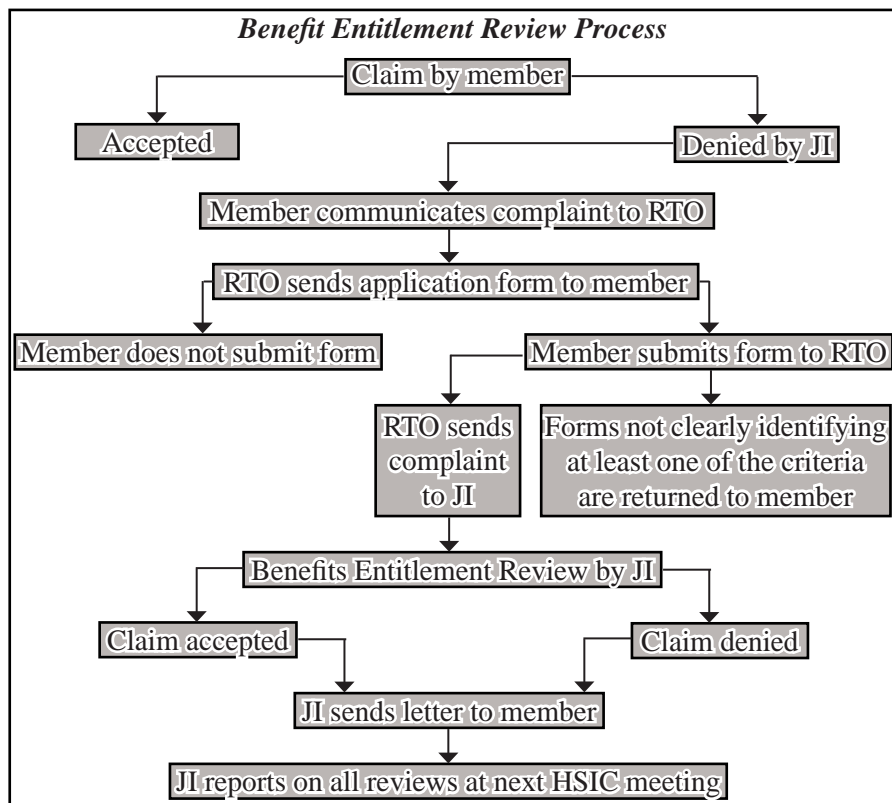 Benefit Entitlement Review Process
Claim by member
Accepted
Denied by JI
Member communicates complaint to RTO
RTO sends application form to member
Member does not submit form
Member submits form to RTO
RTO sends
complaint
to JI
Forms not clearly identifying
at least one of the criteria
are returned to member
Benefits Entitlement Review by JI
Claim accepted
Claim denied
JI sends letter to member
JI reports on all reviews at next HSIC meeting